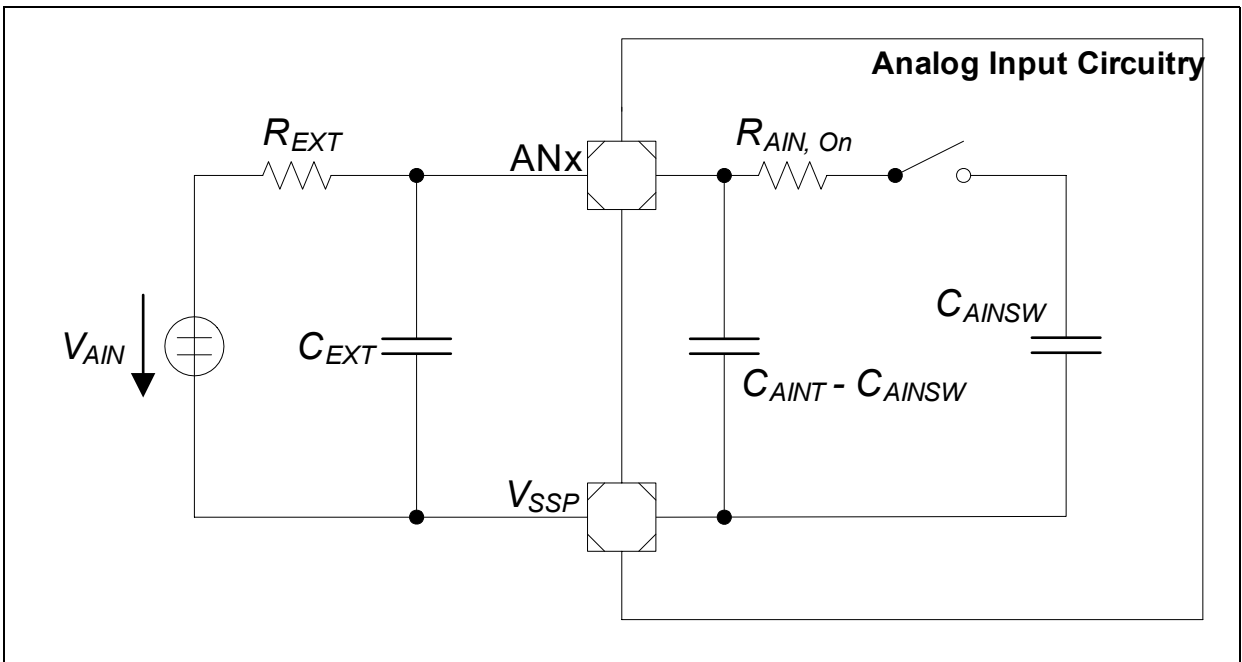 Analog Input Circuitry
R_EXT
ANx
R_AIN, On
V_AIN
C_EXT
C_AINSW
C_AINT - C_AINSW
V_SSP